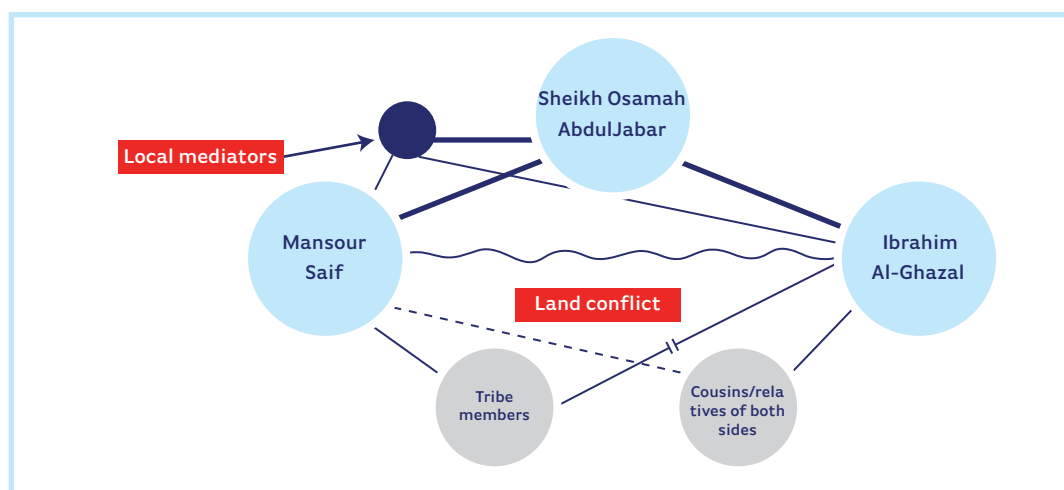 Sheikh Osamah
AbdulJabar
Local mediators
Mansour
Saif
Ibrahim
Al-Ghazal
Land conflict
Tribe
members
Cousins/rela
tives of both
sides